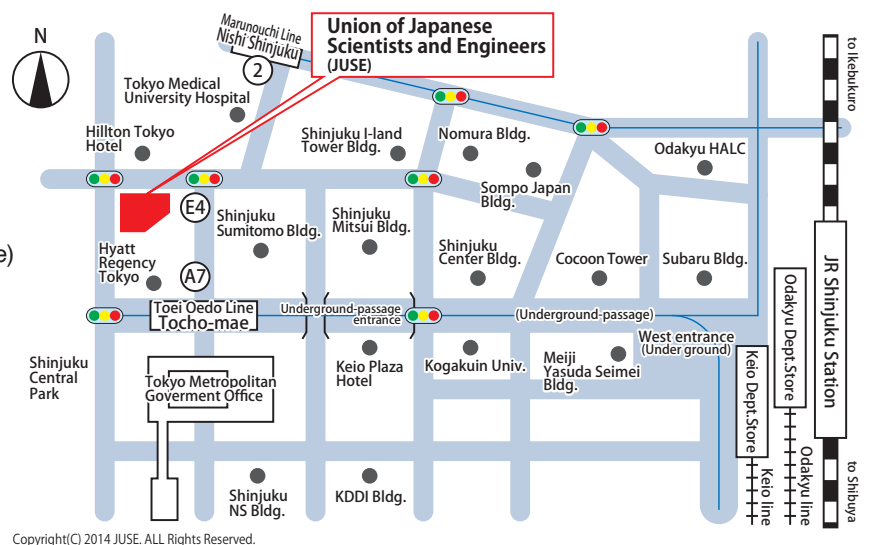 N
Marunouchi Line
Nishi Shinjuku
2
Union of Japanese
Scientists and Engineers
(JUSE)
to Ikebukuro
Tokyo Medical
University Hospital
Hillton Tokyo
Hotel
Shinjuku I-land
Tower Bldg.
Nomura Bldg.
Odakyu HALC
Sompo Japan
Bldg.
E4
Shinjuku
Sumitomo Bldg.
Shinjuku
Mitsui Bldg.
e)
Hyatt
Regency
Tokyo
A7
Shinjuku
Center Bldg.
Cocoon Tower
Subaru Bldg.
JR Shinjuku Station
Odakyu Dept.Store
Toei Oedo Line
Tocho-mae
Underground-passage
entrance
(Underground-passage)
West entrance
(Under ground)
Keio Dept.Store
Shinjuku
Central
Park
Tokyo Metropolitan
Goverment Office
Keio Plaza
Hotel
Kogakuin Univ.
Meiji
Yasuda Seimei
Bldg.
Shinjuku
NS Bldg.
KDDI Bldg.
Keio line
Odakyu line
to Shibuya
Copyright(C) 2014 JUSE. ALL Rights Reserved.